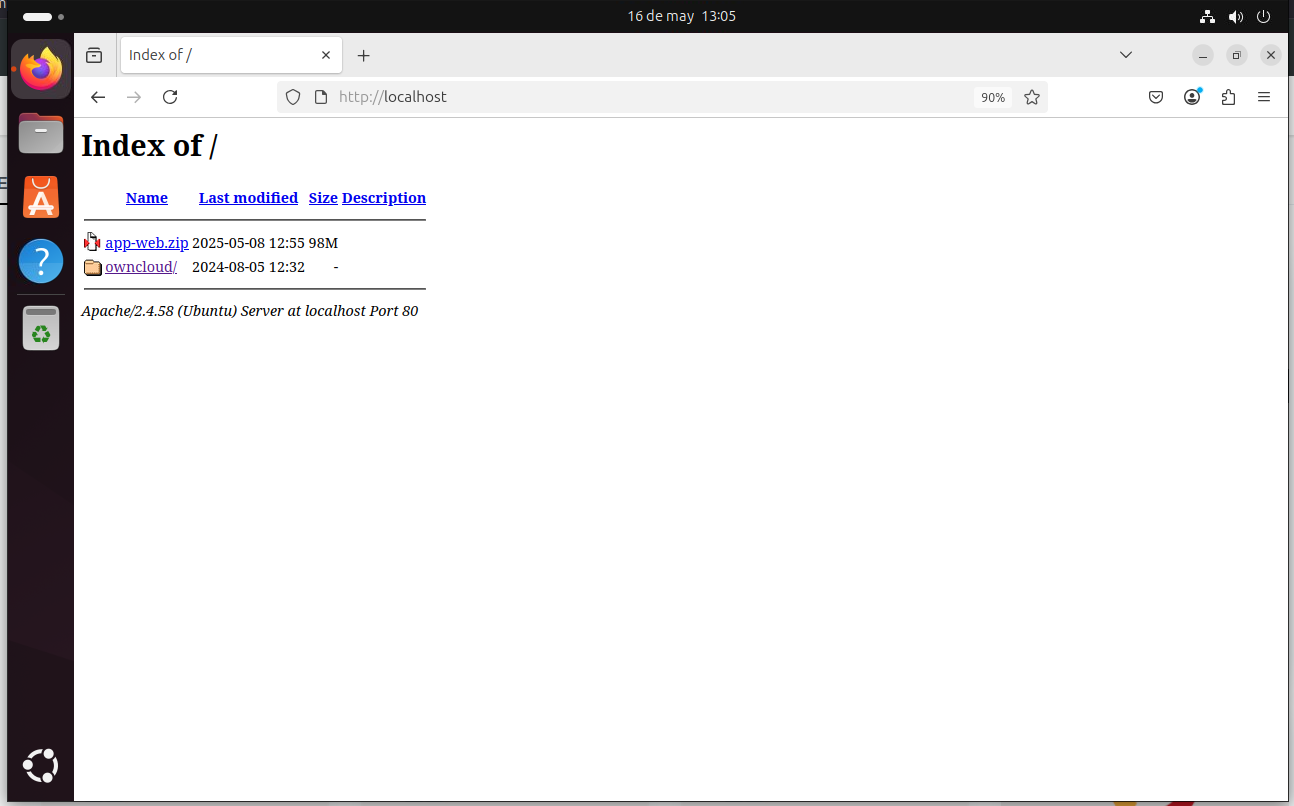 16 de may 13:05
Index of /
http://localhost
90%
Index of /
Name Last modified Size Description
app-web.zip 2025-05-08 12:55 98M
owncloud/ 2024-08-05 12:32 -
Apache/2.4.58 (Ubuntu) Server at localhost Port 80